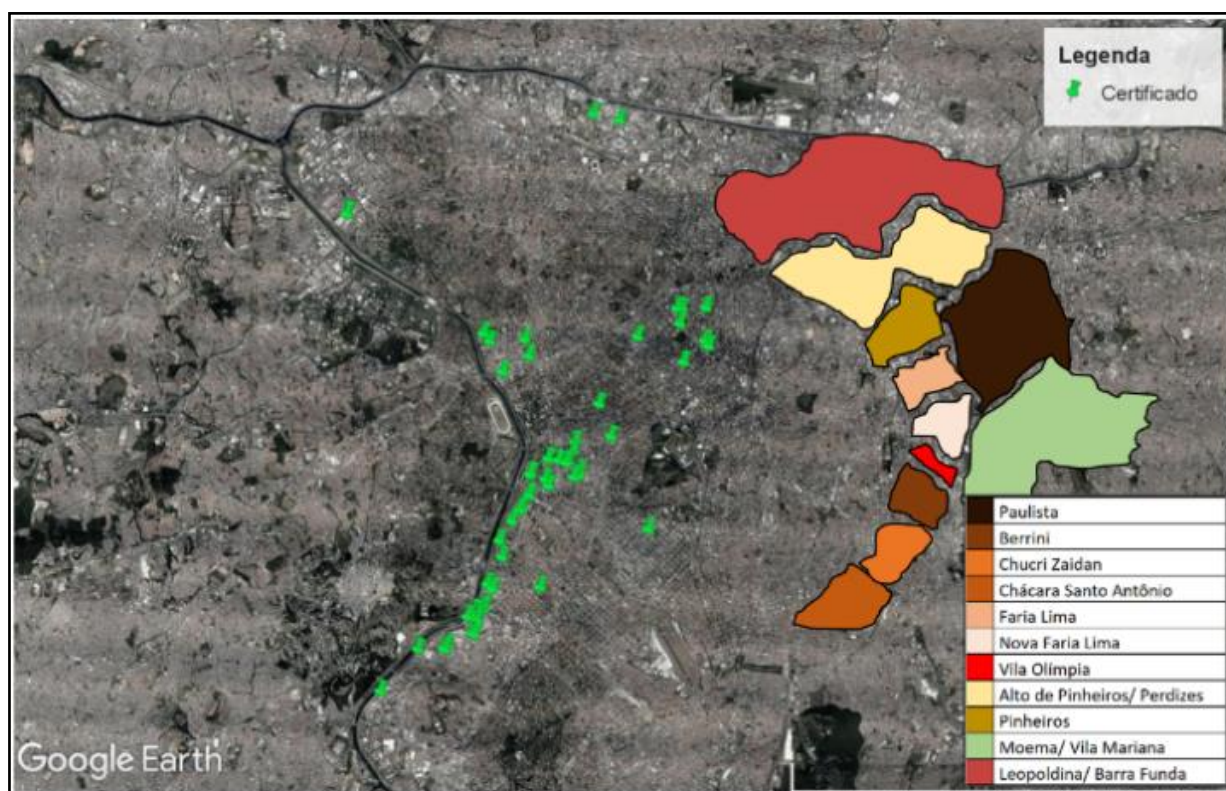 Legenda
Certificado
Paulista
Berrini
Chucri Zaidan
Chácara Santo Antônio
Faria Lima
Nova Faria Lima
Vila Olímpia
Alto de Pinheiros/ Perdizes
Pinheiros
Moema/ Vila Mariana
Leopoldina/ Barra Funda
Google Earth